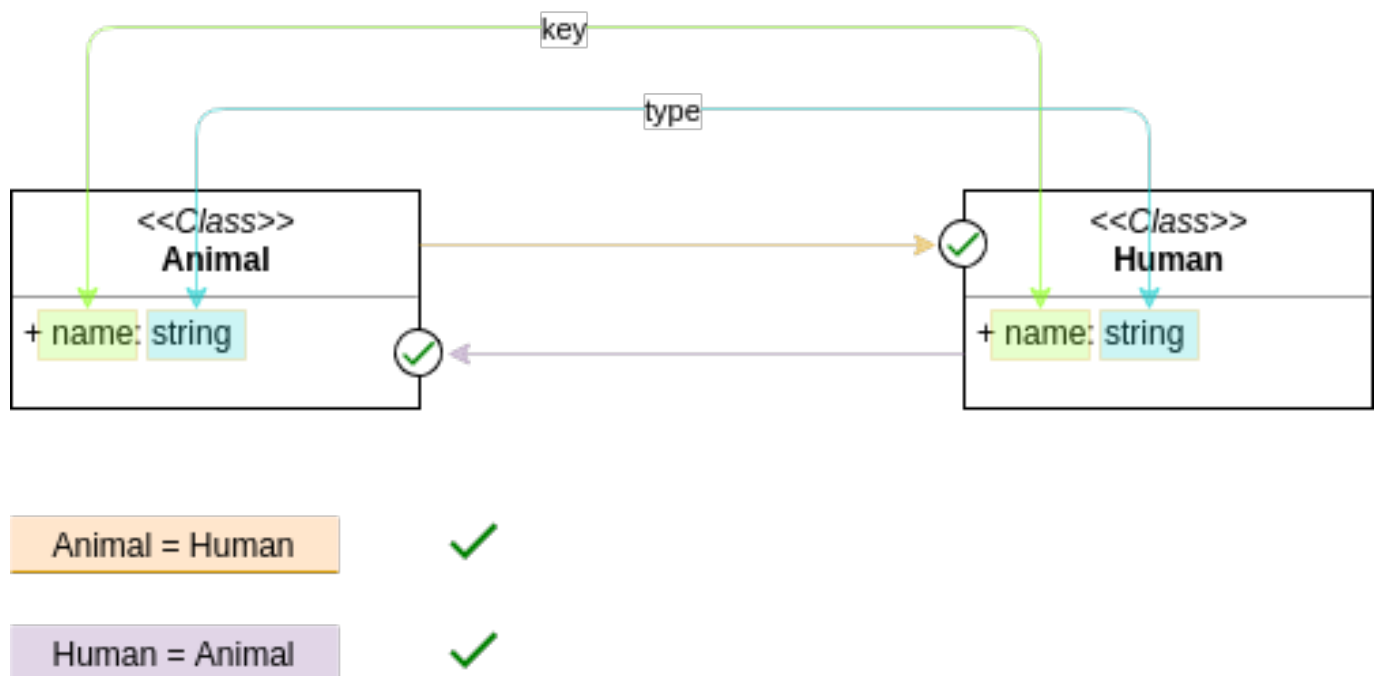 key
type
<<Class>>
Animal
+ name: string
<<Class>>
Human
+ name: string
Animal = Human
Human = Animal